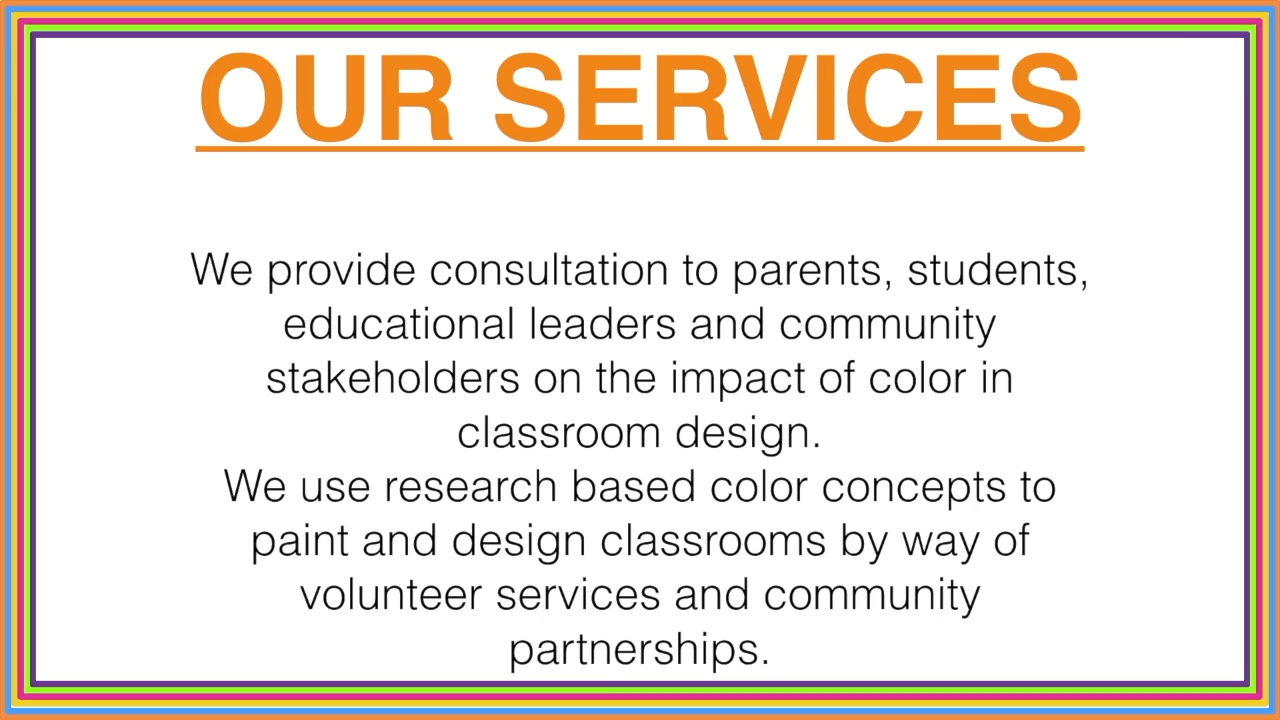 OUR SERVICES
We provide consultation to parents, students,
educational leaders and community
stakeholders on the impact of color in
classroom design.
We use research based color concepts to
paint and design classrooms by way of
volunteer services and community
partnerships.